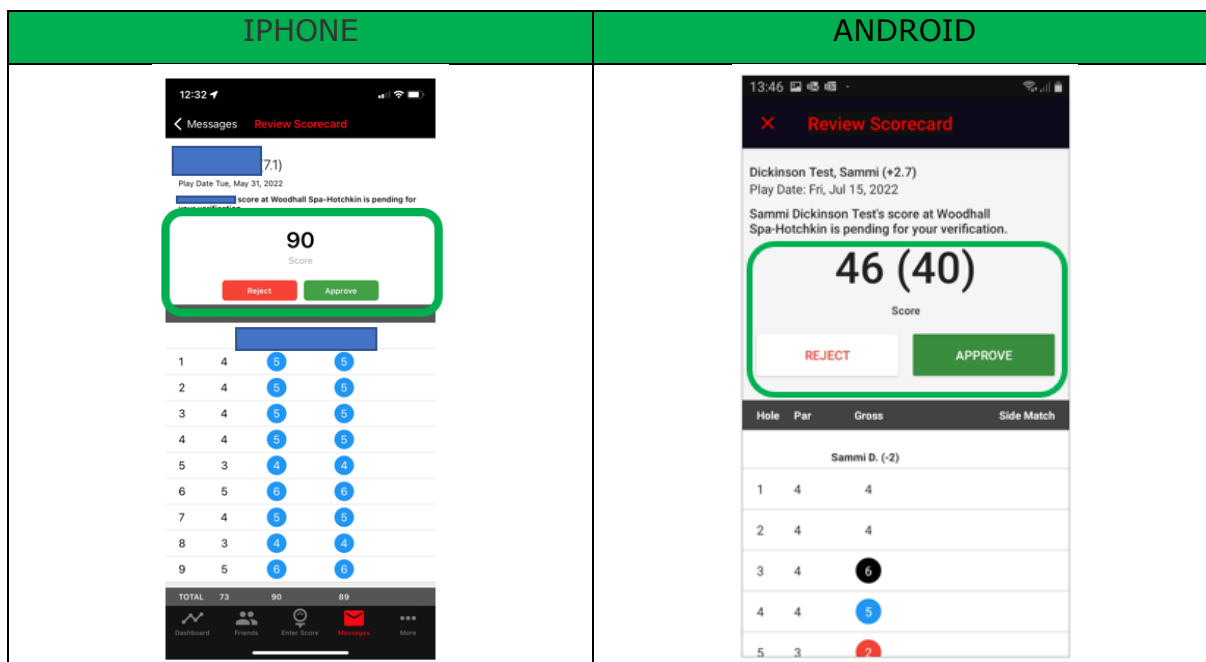 IPHONE
ANDROID
12:32
Messages Review Scorecard
(7.1)
Play Date Tue, May 31, 2022
score at Woodhall Spa-Hotchkin is pending for
your verification
90
Score
Reject Approve
1 4 5 5
2 4 5 5
3 4 5 5
4 4 5 5
5 3 4 4
6 5 6 6
7 4 5 5
8 3 4 4
9 5 6 6
TOTAL 73 90 89
Dashboard Friends Enter Score Messages More
13:46
Review Scorecard
Dickinson Test, Sammi (+2.7)
Play Date: Fri, Jul 15, 2022
Sammi Dickinson Test's score at Woodhall
Spa-Hotchkin is pending for your verification.
46 (40)
Score
REJECT APPROVE
Hole Par Gross Side Match
Sammi D. (-2)
1 4 4
2 4 4
3 4 6
4 4 5
5 3 2